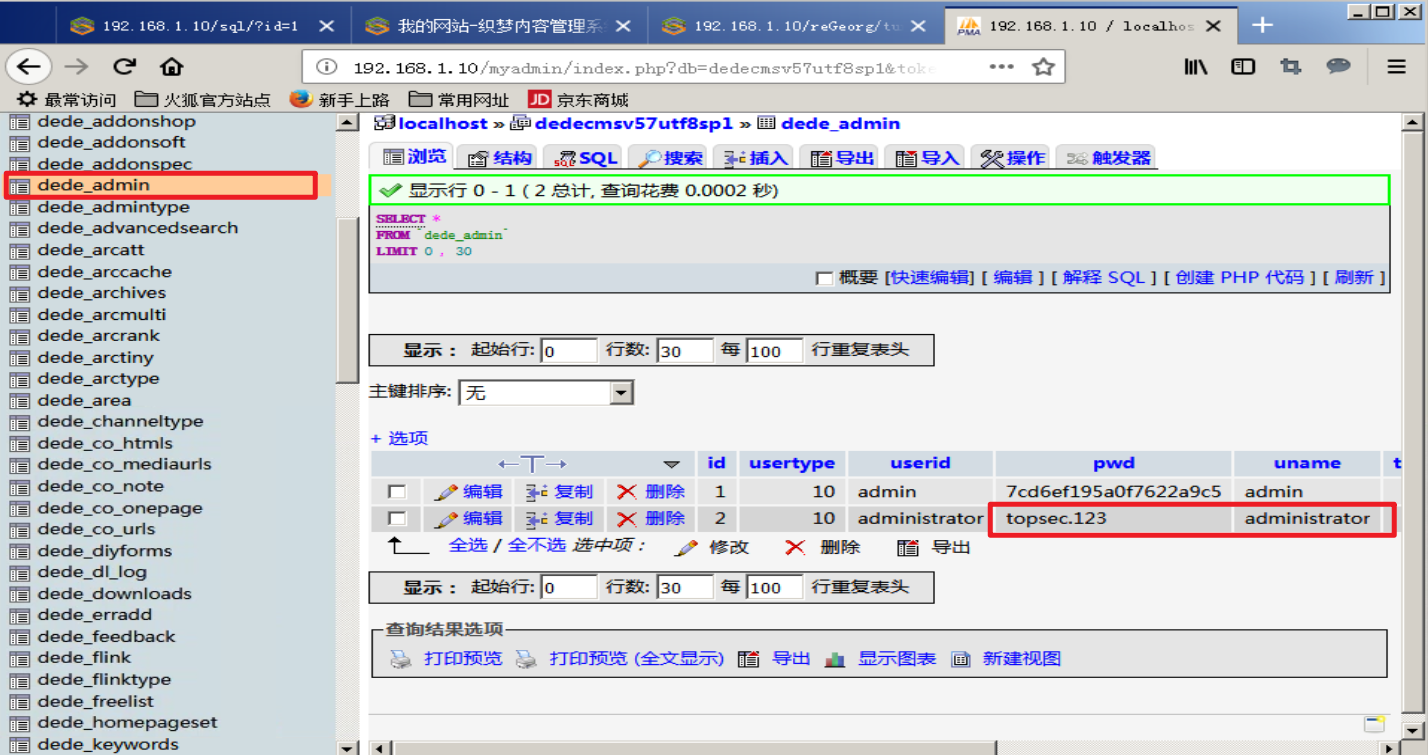 192.168.1.10/sql/?id=1
我的网站-织梦内容管理系
192.168.1.10/reGeorg/tu
192.168.1.10 / localhos
192.168.1.10/myadmin/index.php?db=dedecmsv57utf8sp1&toke
最常访问 火狐官方站点 新手上路 常用网址 JD 京东商城
dede_addonshop
dede_addonsoft
dede_addonspec
dede_admin
dede_admintype
dede_advancedsearch
dede_arcatt
dede_arccache
dede_archives
dede_arcmulti
dede_arcrank
dede_arctiny
dede_arctype
dede_area
dede_channeltype
dede_co_htmls
dede_co_mediaurls
dede_co_note
dede_co_onepage
dede_co_urls
dede_diyforms
dede_dl_log
dede_downloads
dede_erradd
dede_feedback
dede_flink
dede_flinktype
dede_freelist
dede_homepageset
dede_keywords
localhost » dedecmsv57utf8sp1 » dede_admin
浏览 结构 SQL 搜索 插入 导出 导入 操作 触发器
显示行 0 - 1 ( 2 总计, 查询花费 0.0002 秒)
SELECT *
FROM `dede_admin`
LIMIT 0 , 30
概要 [快速编辑] [ 编辑 ] [ 解释 SQL ] [ 创建 PHP 代码 ] [ 刷新 ]
显示 : 起始行: 0 行数: 30 每 100 行重复表头
主键排序: 无
+ 选项
←T→ id usertype userid pwd uname t
编辑 复制 删除 1 10 admin 7cd6ef195a0f7622a9c5 admin
编辑 复制 删除 2 10 administrator topsec.123 administrator
全选 / 全不选 选中项 : 修改 删除 导出
显示 : 起始行: 0 行数: 30 每 100 行重复表头
查询结果选项
打印预览 打印预览 (全文显示) 导出 显示图表 新建视图